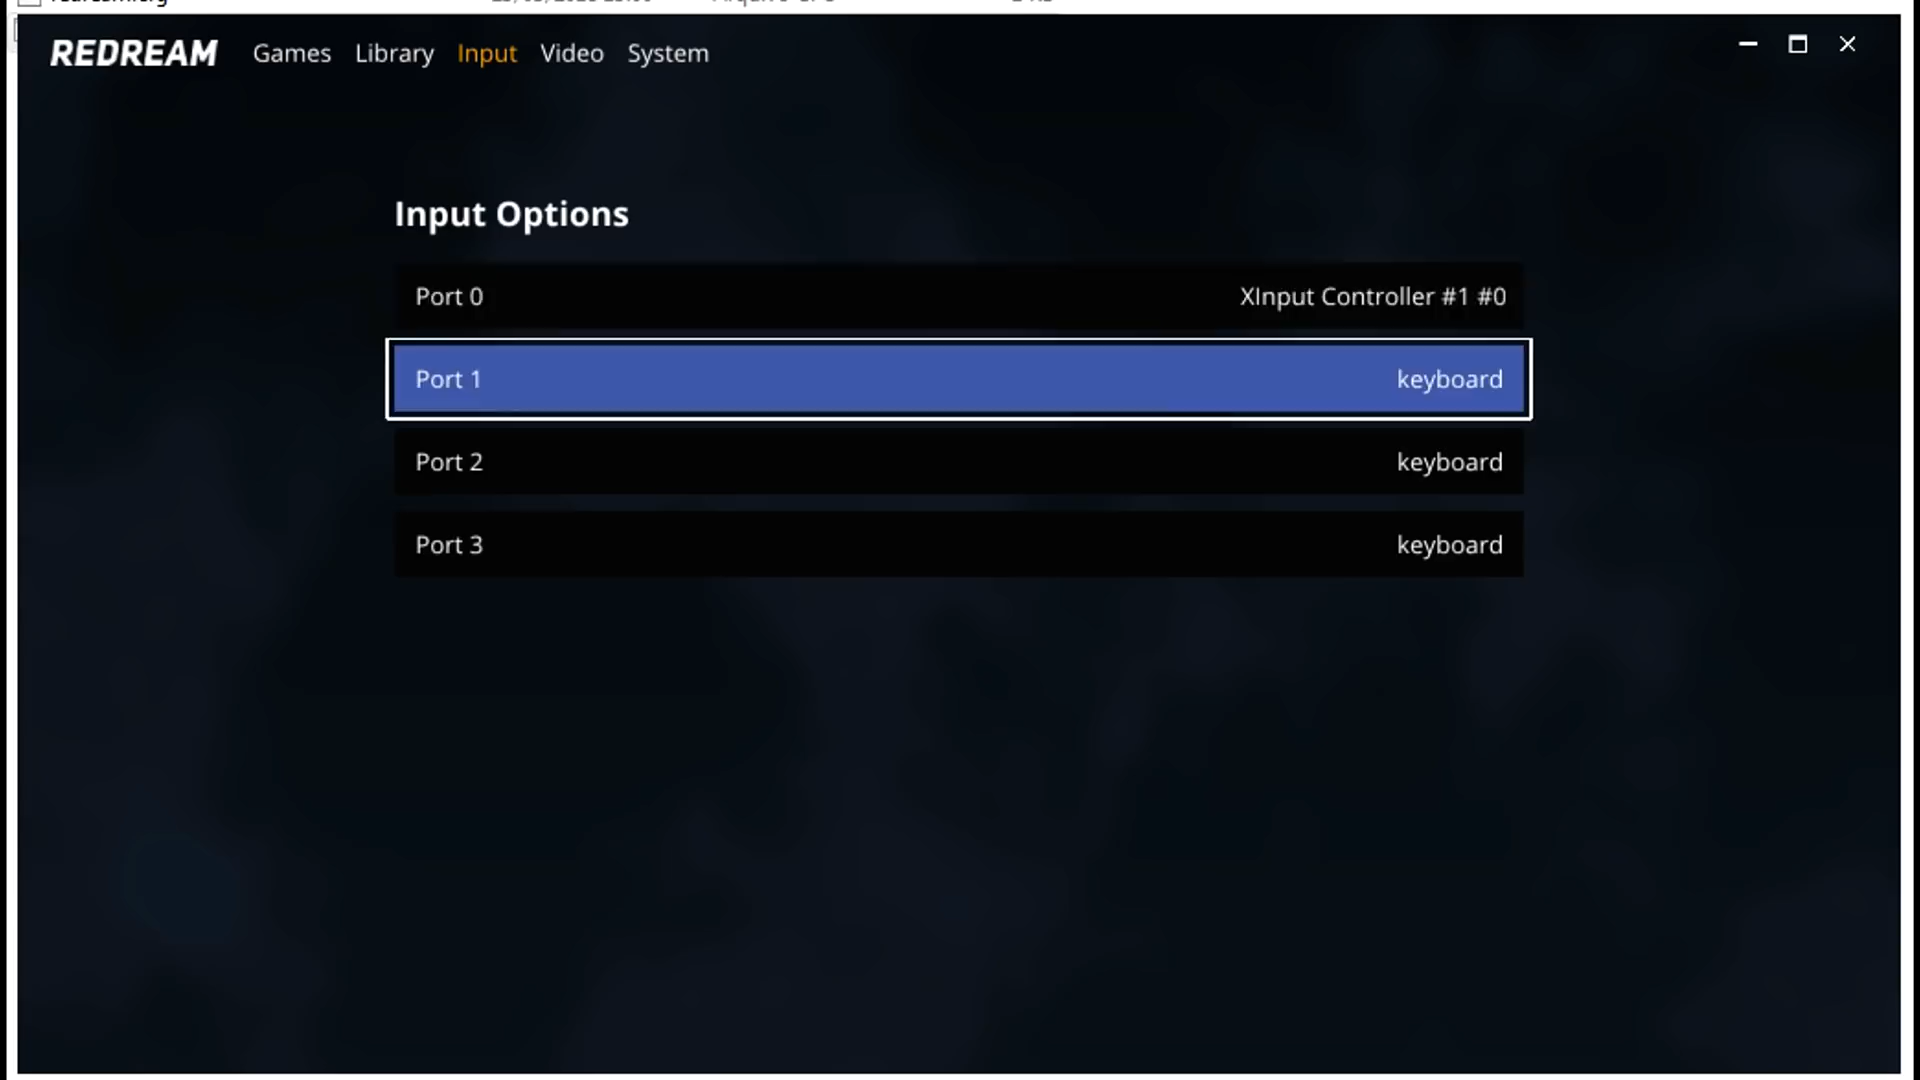 REDREAM Games Library Input Video System
Input Options
Port 0 XInput Controller #1 #0
Port 1 keyboard
Port 2 keyboard
Port 3 keyboard